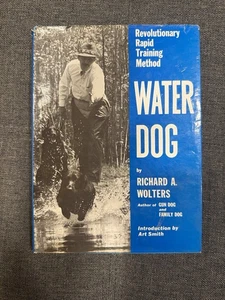 Revolutionary
Rapid
Training
Method
WATER
DOG
by
RICHARD A.
WOLTERS
Author of GUN DOG
and
FAMILY DOG
Introduction by
Art Smith